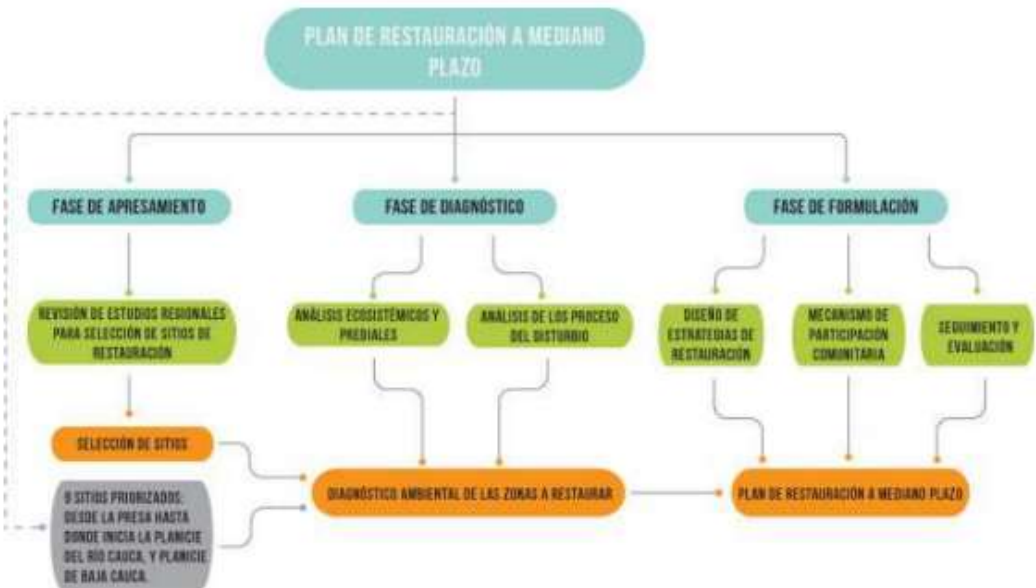 PLAN DE RESTAURACIÓN A MEDIANO
PLAZO
FASE DE APRESAMIENTO
FASE DE DIAGNÓSTICO
FASE DE FORMULACIÓN
REVISIÓN DE ESTUDIOS REGIONALES
PARA SELECCIÓN DE SITIOS DE
RESTAURACIÓN
ANÁLISIS ECOSISTÉMICOS Y
PREDIALES
ANÁLISIS DE LOS PROCESO
DEL DISTURBIO
DISEÑO DE
ESTRATEGIAS DE
RESTAURACIÓN
MECANISMO DE
PARTICIPACIÓN
COMUNITARIA
SEGUIMIENTO Y
EVALUACIÓN
SELECCIÓN DE SITIOS
9 SITIOS PRIORIZADOS:
DESDE LA PRESA HASTA
DONDE INICIA LA PLANICIE
DEL RÍO CAUCA, Y PLANICIE
DE BAJA CAUCA.
DIAGNÓSTICO AMBIENTAL DE LAS ZONAS A RESTAURAR
PLAN DE RESTAURACIÓN A MEDIANO PLAZO